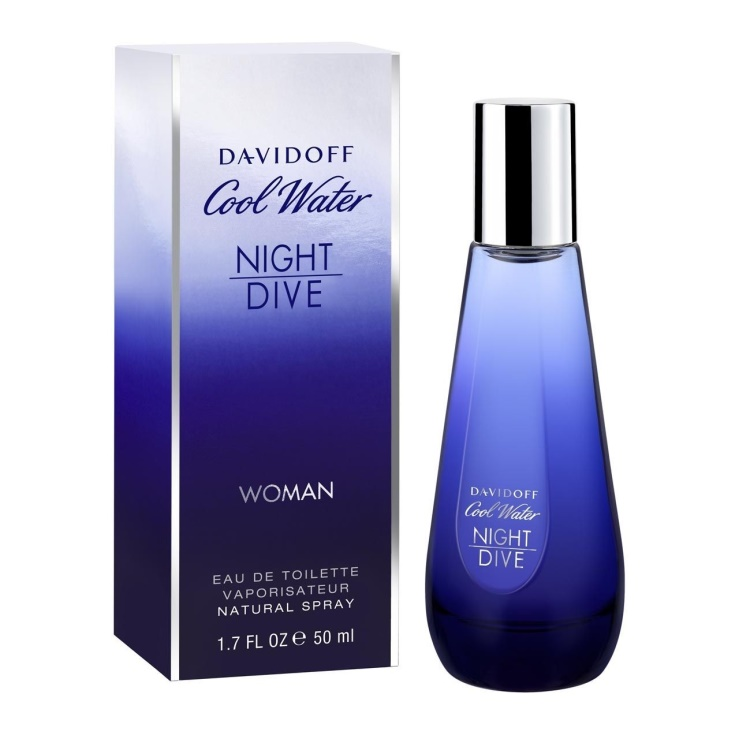 DAVIDOFF
Cool Water
NIGHT
DIVE
WOMAN
EAU DE TOILETTE
VAPORISATEUR
NATURAL SPRAY
1.7 FL OZ ℮ 50 ml
DAVIDOFF
Cool Water
NIGHT
DIVE